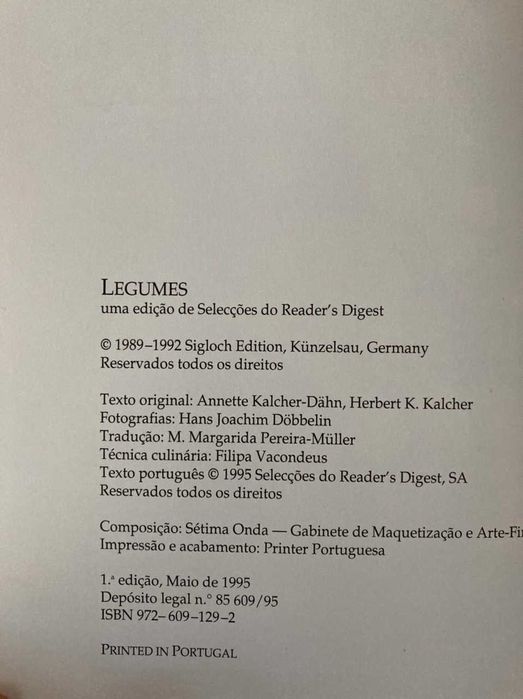 LEGUMES
uma edição de Selecções do Reader's Digest
© 1989–1992 Sigloch Edition, Künzelsau, Germany
Reservados todos os direitos
Texto original: Annette Kalcher-Dähn, Herbert K. Kalcher
Fotografias: Hans Joachim Döbbelin
Tradução: M. Margarida Pereira-Müller
Técnica culinária: Filipa Vacondeus
Texto português © 1995 Selecções do Reader's Digest, SA
Reservados todos os direitos
Composição: Sétima Onda — Gabinete de Maquetização e
Impressão e acabamento: Printer Portuguesa
1.ª edição, Maio de 1995
Depósito legal n.º 85 609/95
ISBN 972–609–129–2
PRINTED IN PORTUGAL